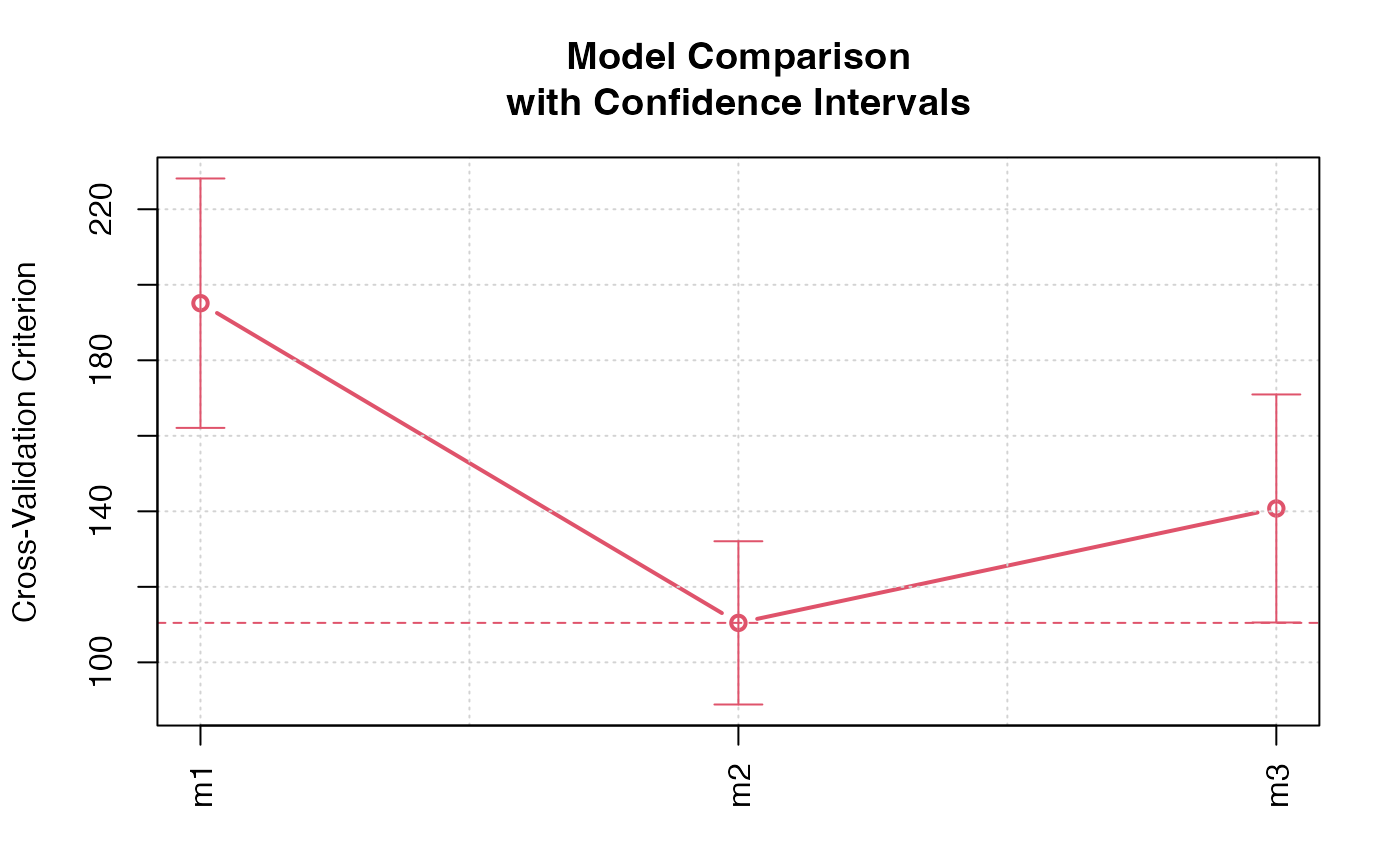 Model Comparison
with Confidence Intervals
Cross-Validation Criterion
220
180
140
100
m1
m2
m3